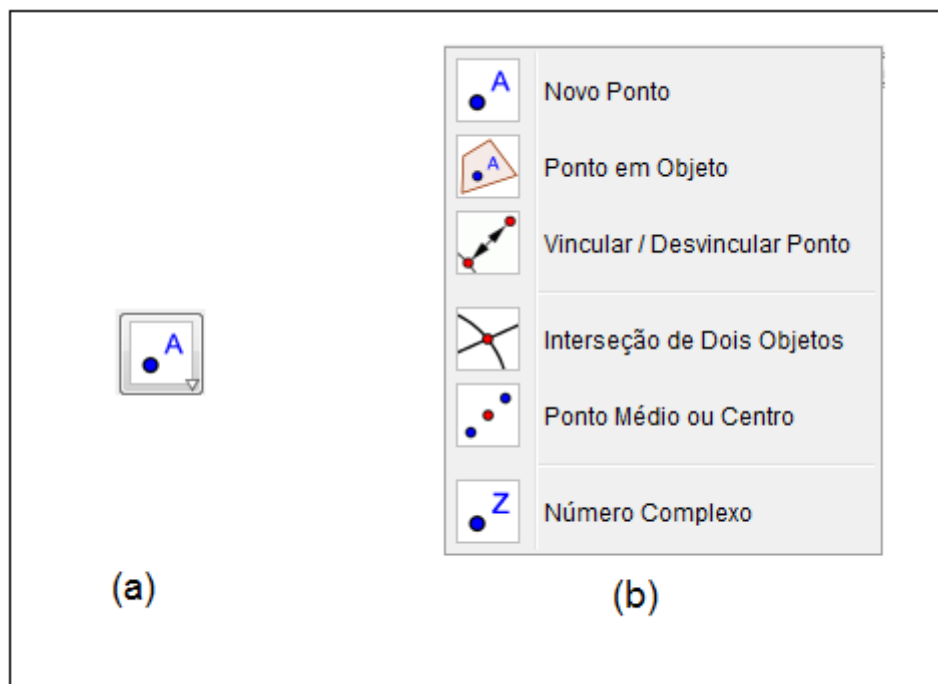 A
A
Novo Ponto
A
Ponto em Objeto
Vincular / Desvincular Ponto
Interseção de Dois Objetos
Ponto Médio ou Centro
Z
Número Complexo
(a)
(b)